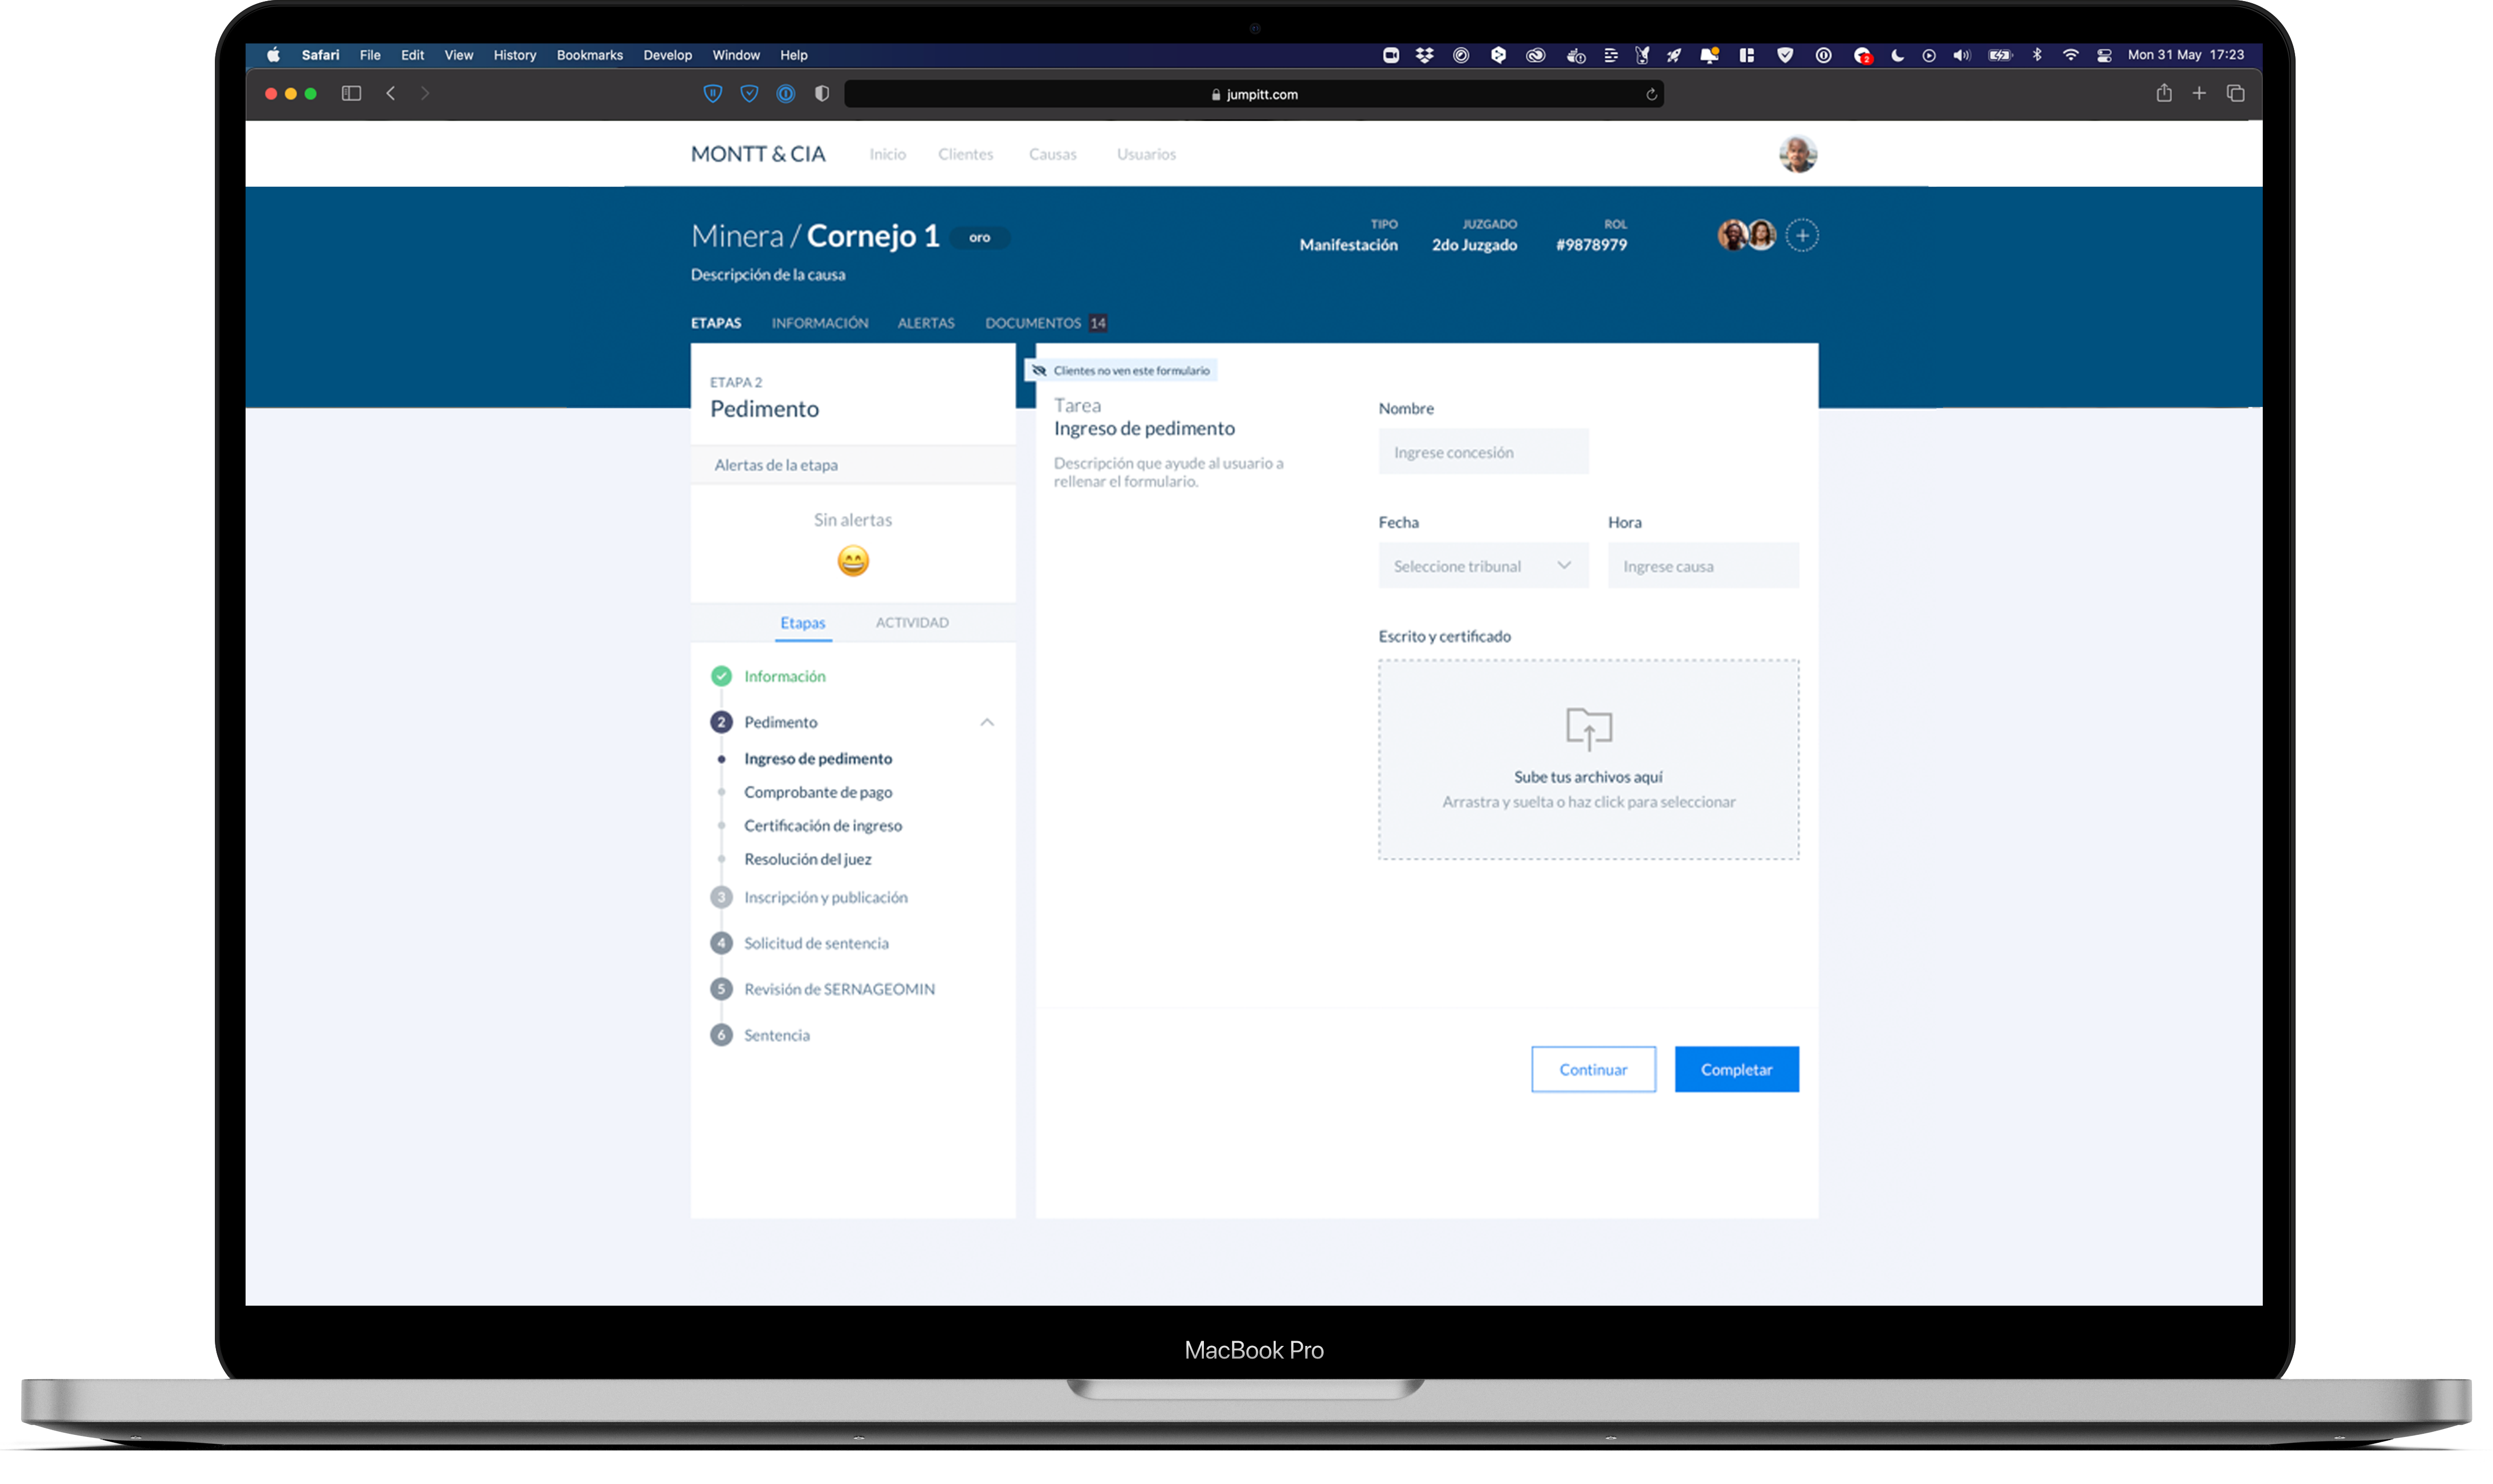 Safari File Edit View History Bookmarks Develop Window Help
2
Mon 31 May 17:23
jumpitt.com
MONTT & CIA Inicio Clientes Causas Usuarios
Minera / Cornejo 1 oro
Descripción de la causa
TIPO
Manifestación
JUZGADO
2do Juzgado
ROL
#9878979
ETAPAS INFORMACIÓN ALERTAS DOCUMENTOS 14
ETAPA 2
Pedimento
Alertas de la etapa
Sin alertas
Etapas ACTIVIDAD
Información
2 Pedimento
Ingreso de pedimento
Comprobante de pago
Certificación de ingreso
Resolución del juez
3 Inscripción y publicación
4 Solicitud de sentencia
5 Revisión de SERNAGEOMIN
6 Sentencia
Clientes no ven este formulario
Tarea
Ingreso de pedimento
Descripción que ayude al usuario a
rellenar el formulario.
Nombre
Ingrese concesión
Fecha Hora
Seleccione tribunal Ingrese causa
Escrito y certificado
Sube tus archivos aquí
Arrastra y suelta o haz click para seleccionar
Continuar Completar
MacBook Pro